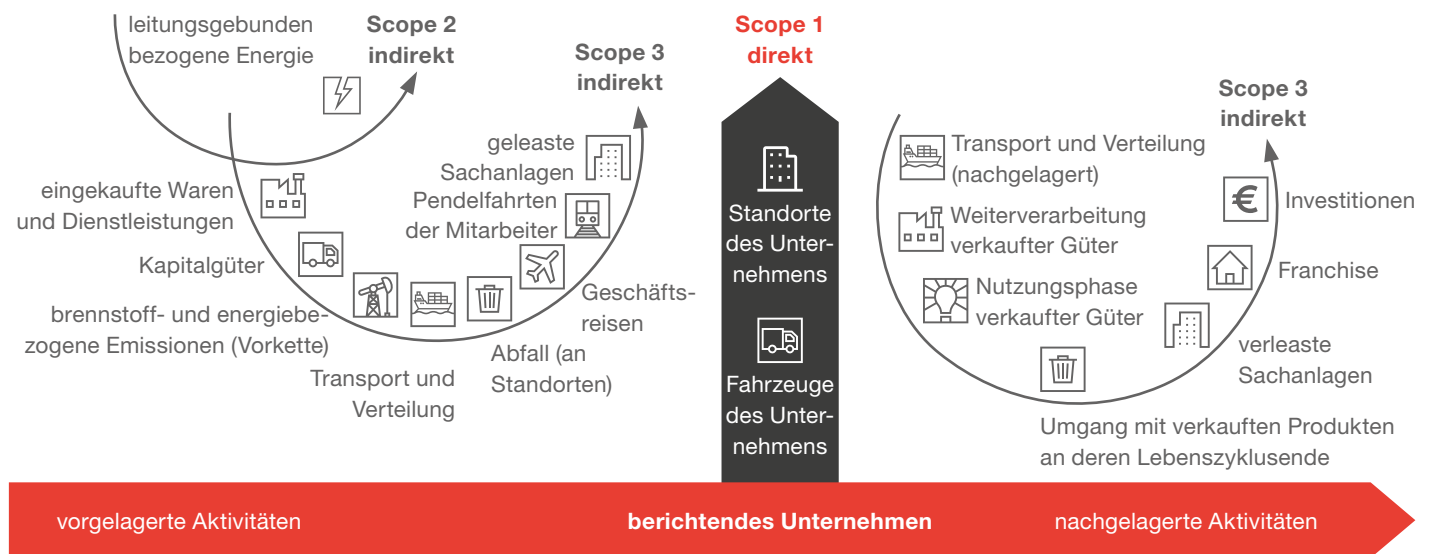 leitungsgebunden
bezogene Energie
Scope 2
indirekt
Scope 3
indirekt
geleaste
Sachanlagen
Pendelfahrten
der Mitarbeiter
eingekaufte Waren
und Dienstleistungen
Kapitalgüter
brennstoff- und energiebe-
zogene Emissionen (Vorkette)
Transport und
Verteilung
Abfall (an
Standorten)
Geschäfts-
reisen
Scope 1
direkt
Standorte
des Unter-
nehmens
Fahrzeuge
des Unter-
nehmens
Scope 3
indirekt
Transport und Verteilung
(nachgelagert)
Weiterverarbeitung
verkaufter Güter
Nutzungsphase
verkaufter Güter
Investitionen
€
Franchise
verleaste
Sachanlagen
Umgang mit verkauften Produkten
an deren Lebenszyklusende
vorgelagerte Aktivitäten
berichtendes Unternehmen
nachgelagerte Aktivitäten